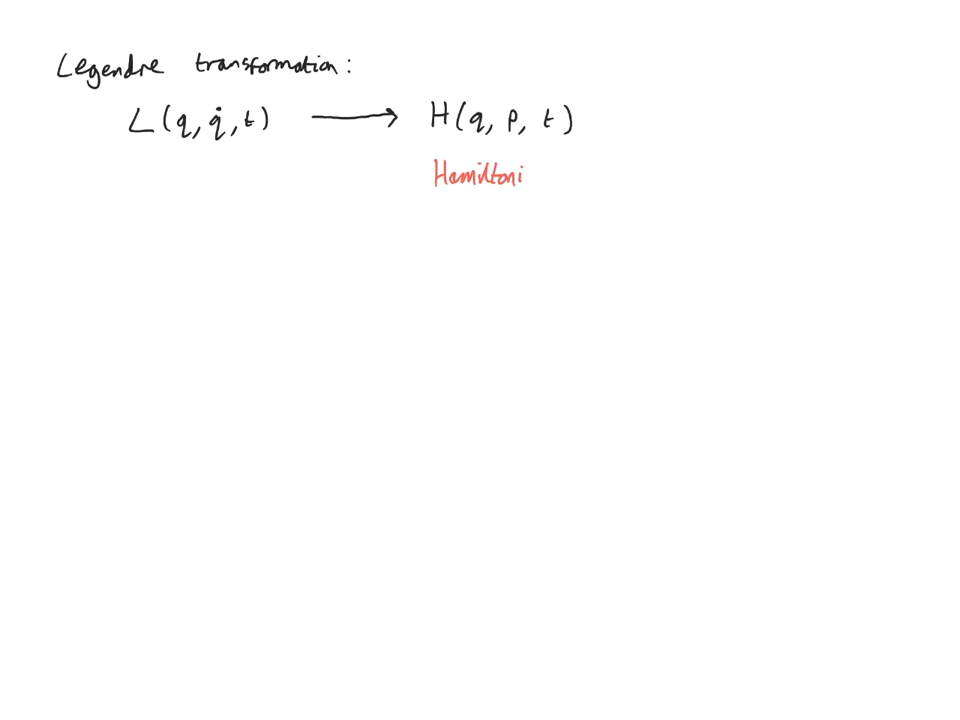 Legendre transformation:
L(q, q̇, t) ⟶ H(q, p, t)
Hamiltoni